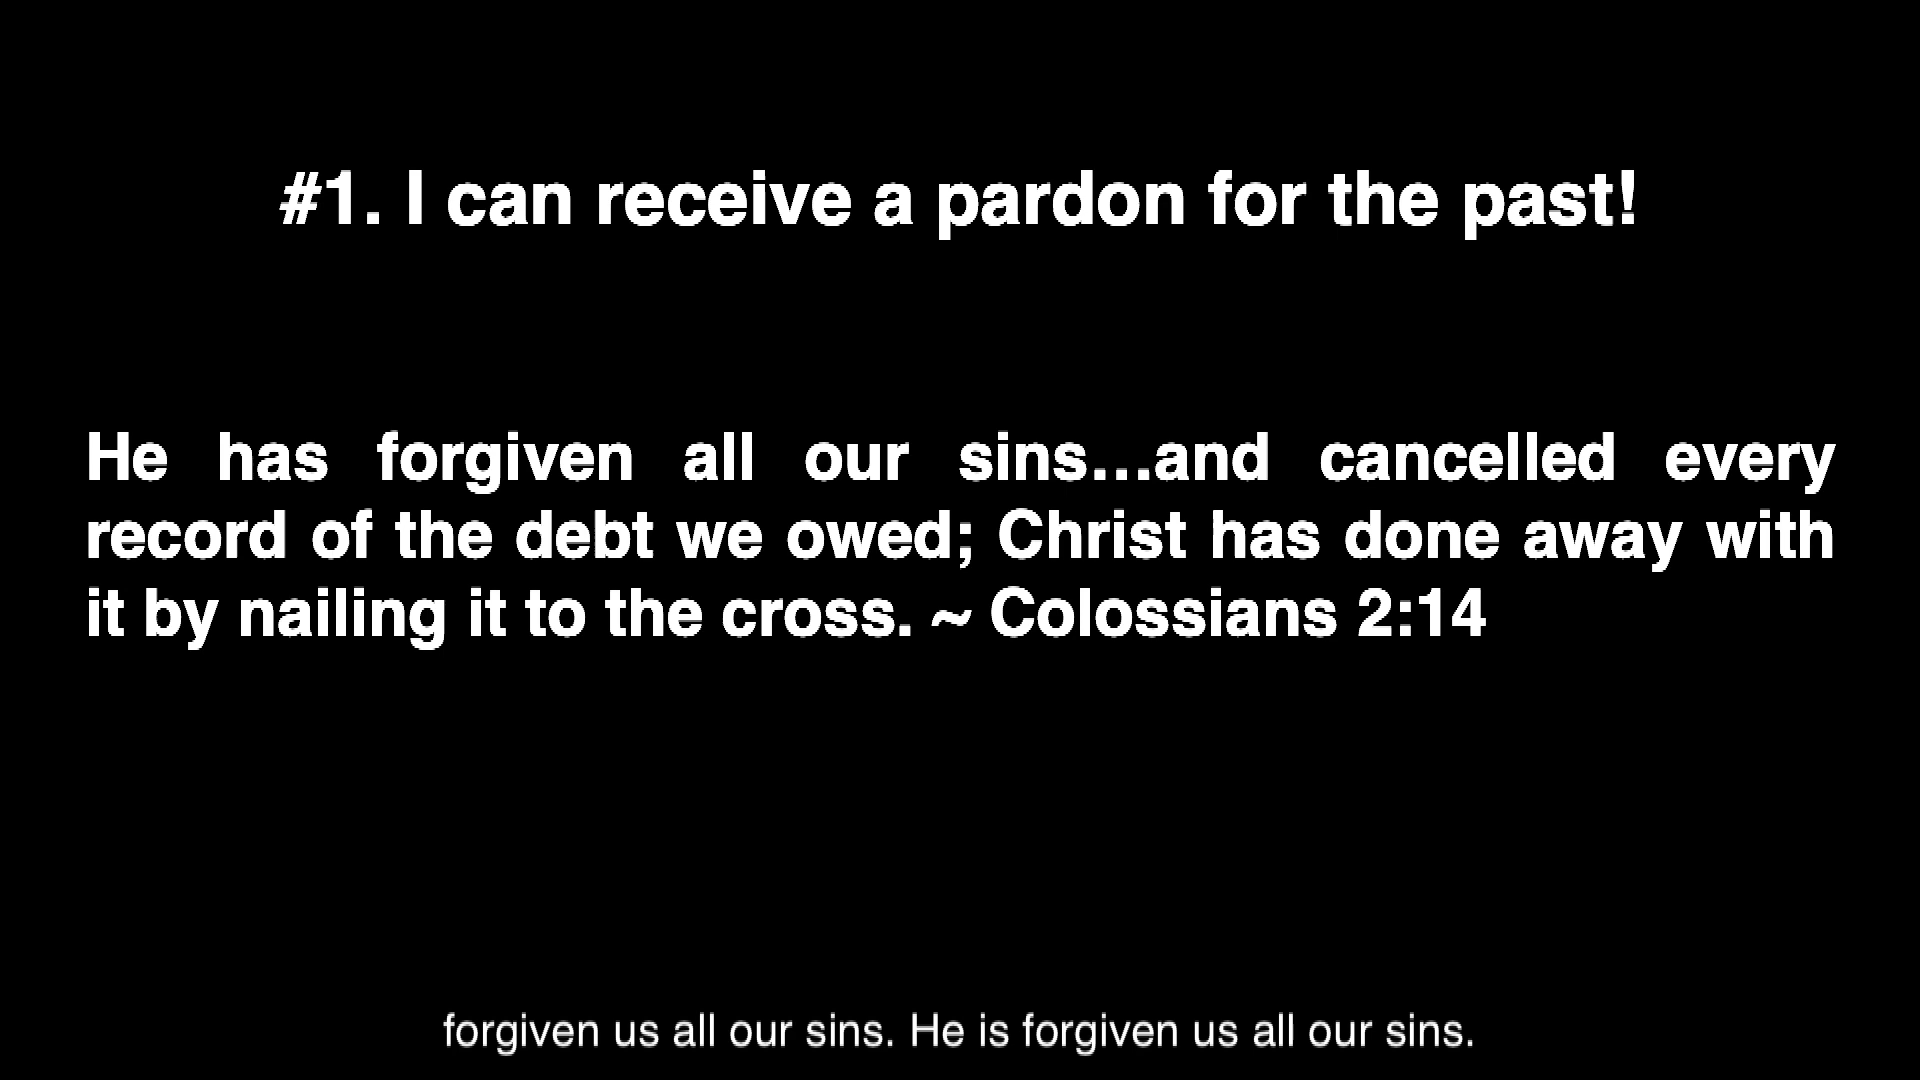 #1. I can receive a pardon for the past!
He has forgiven all our sins...and cancelled every
record of the debt we owed; Christ has done away with
it by nailing it to the cross. ~ Colossians 2:14
forgiven us all our sins. He is forgiven us all our sins.